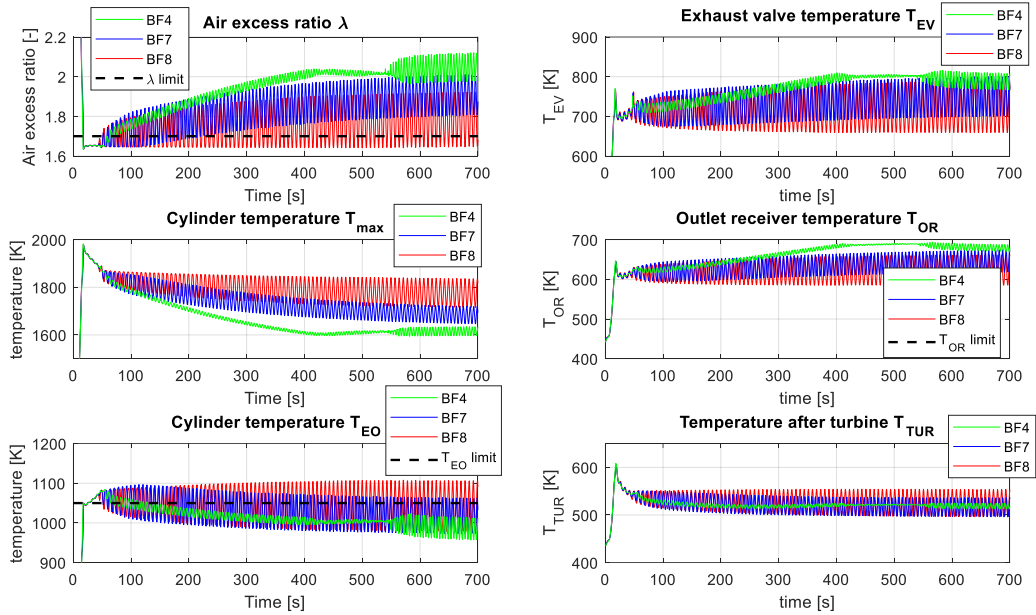 Air excess ratio λ
BF4
BF7
BF8
λ limit
Air excess ratio [-]
2.2
2
1.8
1.6
0 100 200 300 400 500 600 700
Time [s]
Exhaust valve temperature T_EV
BF4
BF7
BF8
T_EV [K]
900
800
700
600
0 100 200 300 400 500 600 700
time [s]
Cylinder temperature T_max
BF4
BF7
BF8
temperature [K]
2000
1800
1600
0 100 200 300 400 500 600 700
Time [s]
Outlet receiver temperature T_OR
BF4
BF7
BF8
T_OR limit
T_OR [K]
700
600
500
400
0 100 200 300 400 500 600 700
time [s]
Cylinder temperature T_EO
BF4
BF7
BF8
T_EO limit
temperature [K]
1200
1100
1000
900
0 100 200 300 400 500 600 700
Time [s]
Temperature after turbine T_TUR
BF4
BF7
BF8
T_TUR [K]
600
500
400
0 100 200 300 400 500 600 700
time [s]